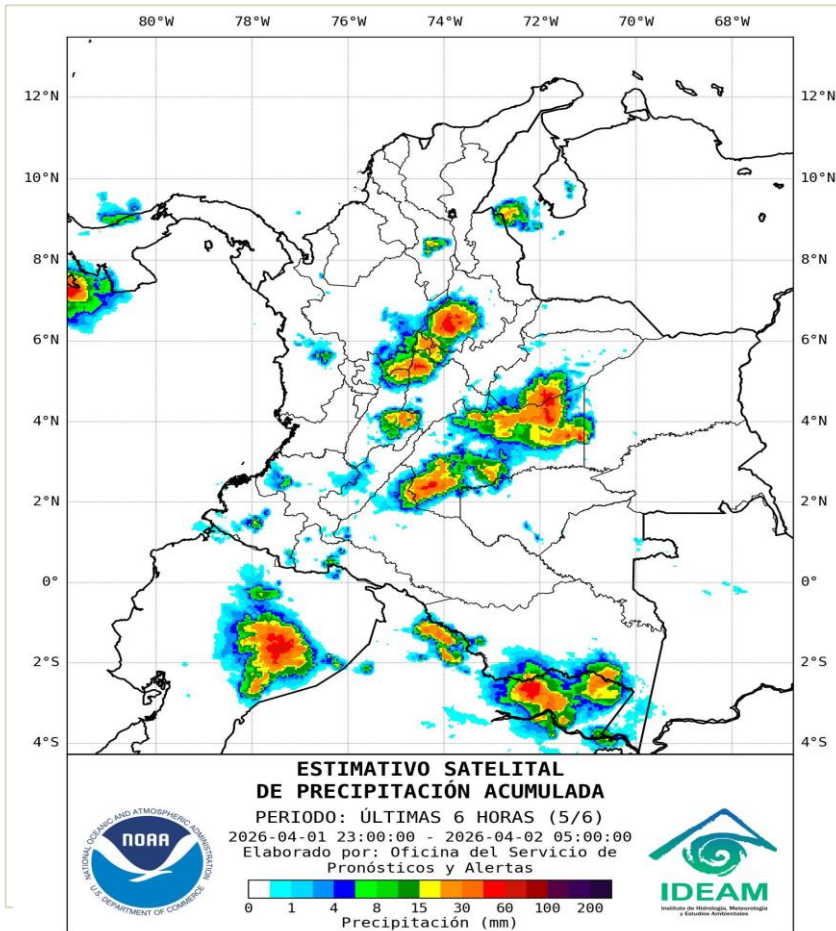 80°W 78°W 76°W 74°W 72°W 70°W 68°W
12°N 12°N
10°N 10°N
8°N 8°N
6°N 6°N
4°N 4°N
2°N 2°N
0° 0°
2°S 2°S
4°S 4°S
ESTIMATIVO SATELITAL
DE PRECIPITACIÓN ACUMULADA
PERIODO: ÚLTIMAS 6 HORAS (5/6)
2026-04-01 23:00:00 - 2026-04-02 05:00:00
Elaborado por: Oficina del Servicio de
Pronósticos y Alertas
0 1 4 8 15 30 60 100 200
Precipitación (mm)
NATIONAL OCEANIC AND ATMOSPHERIC ADMINISTRATION
NOAA
U.S. DEPARTMENT OF COMMERCE
IDEAM
Instituto de Hidrología, Meteorología
y Estudios Ambientales